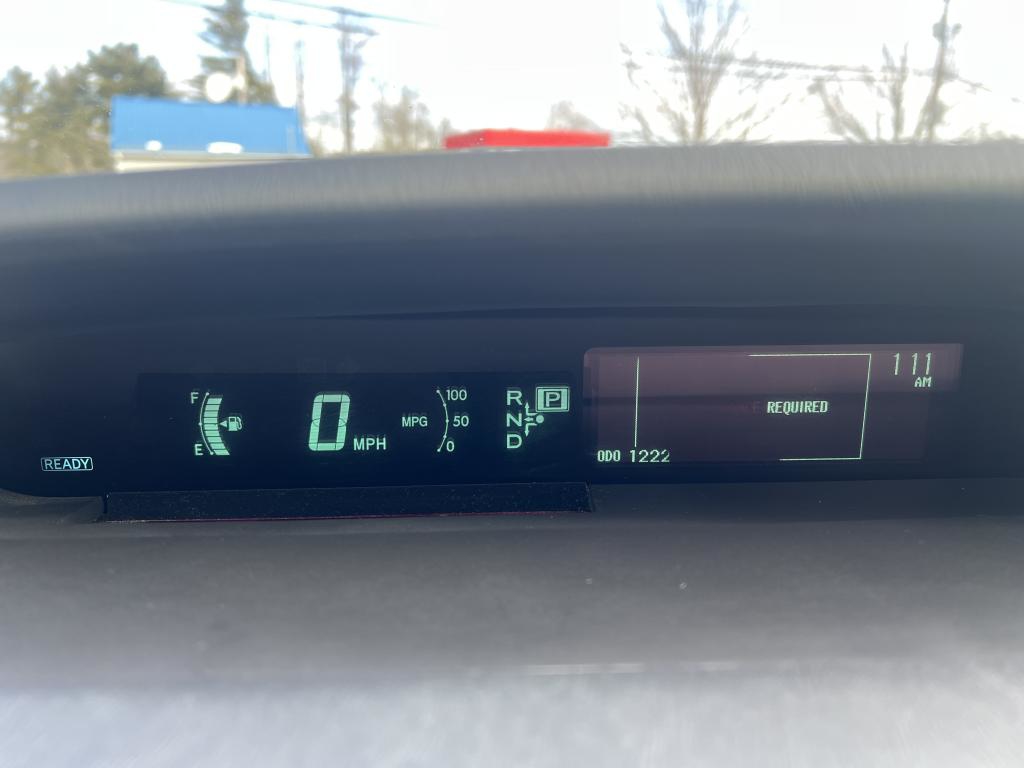 READY
F
E
0 MPH
MPG
100
50
0
R P
N
D
REQUIRED
ODO 1222
111
AM